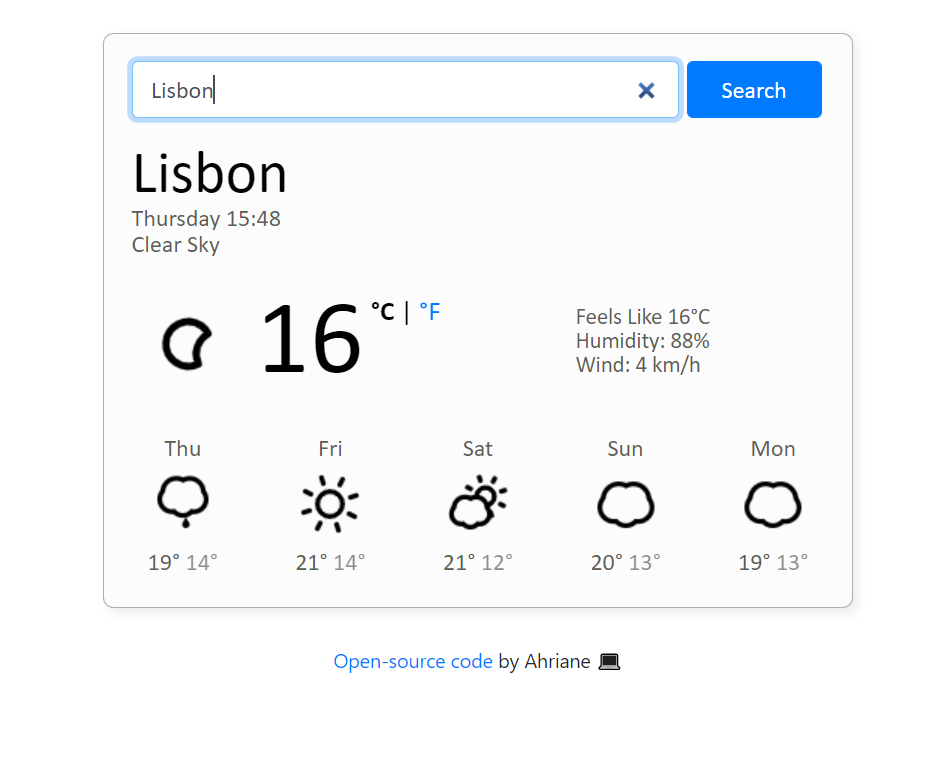 Lisbon
Search
Lisbon
Thursday 15:48
Clear Sky
16 °C | °F
Feels Like 16°C
Humidity: 88%
Wind: 4 km/h
Thu Fri Sat Sun Mon
19° 14° 21° 14° 21° 12° 20° 13° 19° 13°
Open-source code by Ahriane